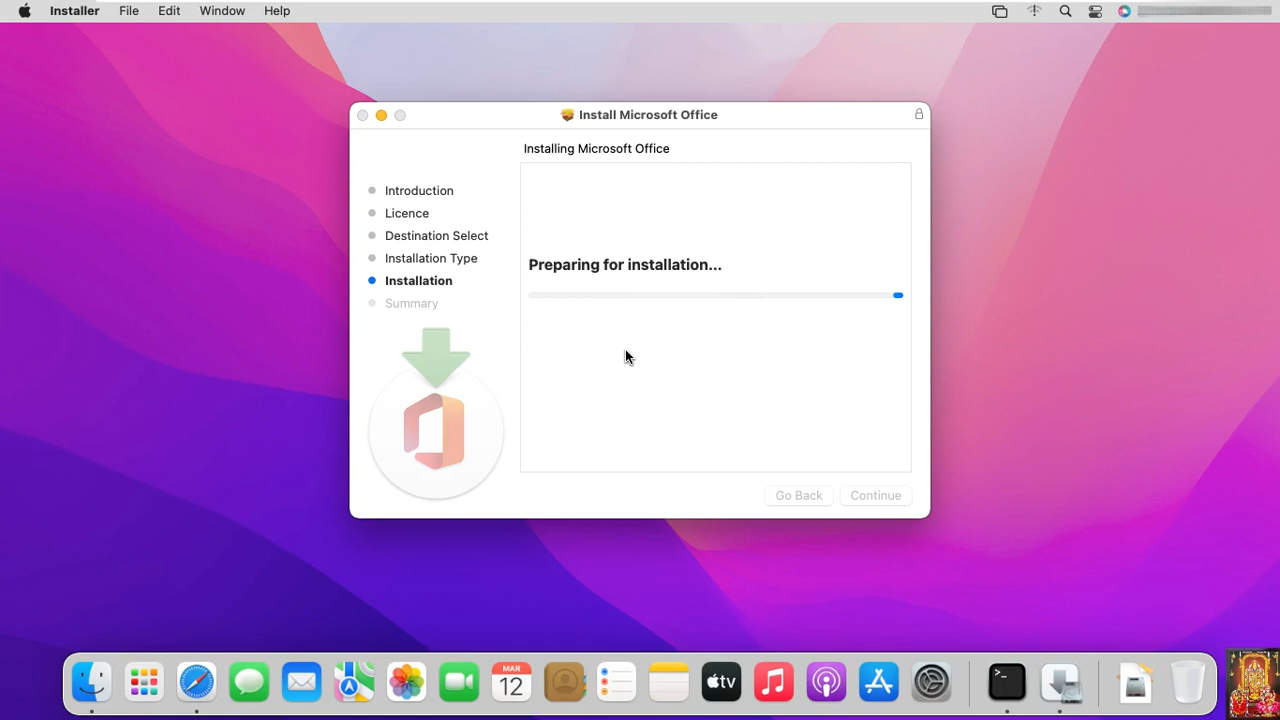 Installer File Edit Window Help
Install Microsoft Office
Installing Microsoft Office
Introduction
Licence
Destination Select
Installation Type
Installation
Summary
Preparing for installation...
Go Back Continue
MAR
12
tv
>_